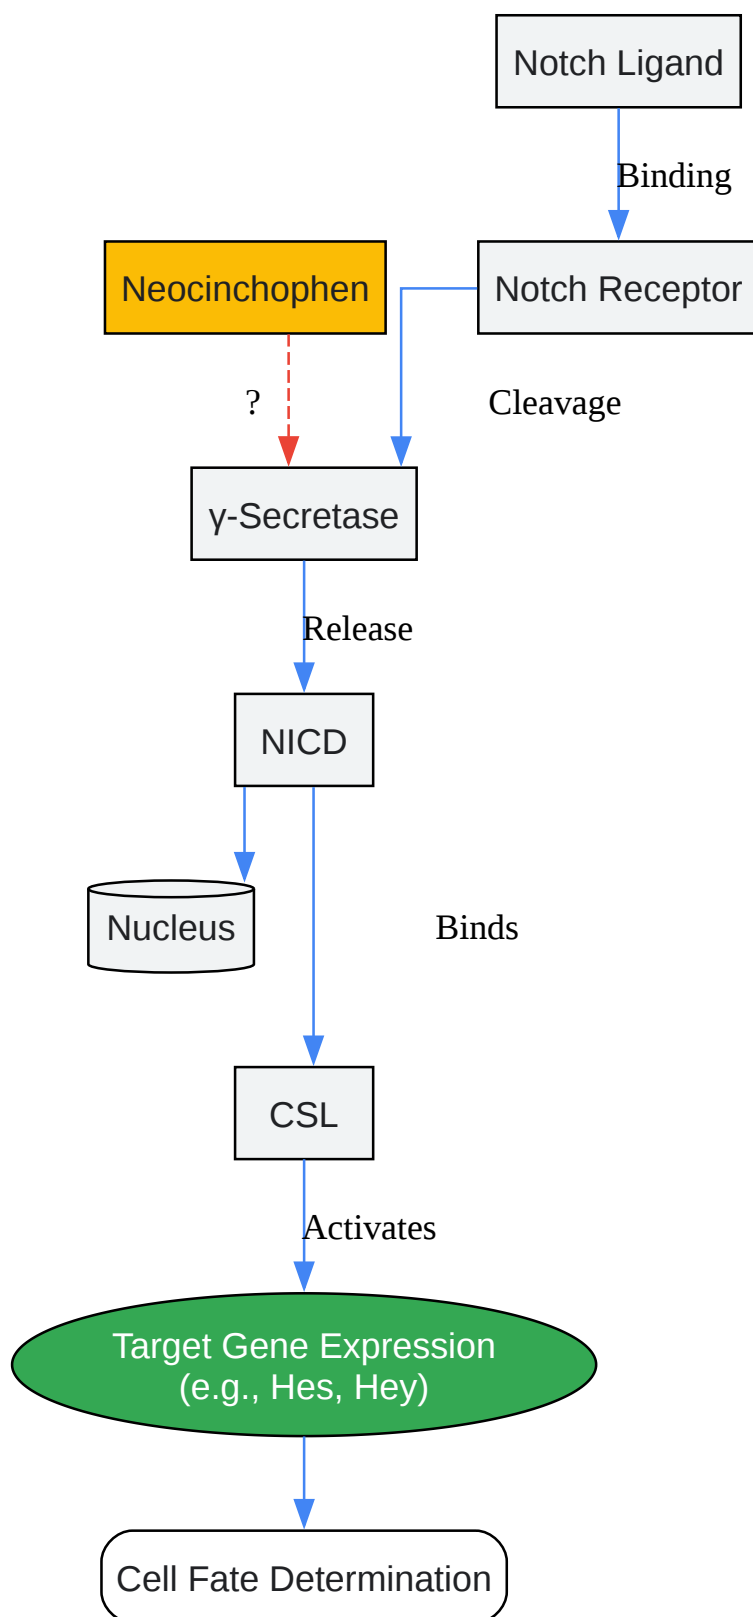 Notch Ligand
Binding
Neocinchophen
Notch Receptor
?
Cleavage
γ-Secretase
Release
NICD
Nucleus
Binds
CSL
Activates
Target Gene Expression
(e.g., Hes, Hey)
Cell Fate Determination